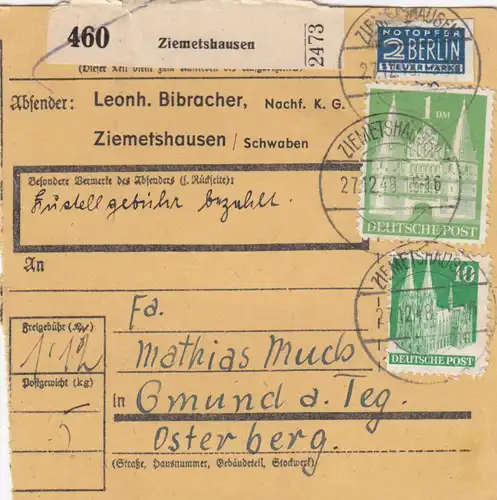 460 Ziemetshausen 2473
NOTOPFER
2 BERLIN
STEUERMARKE
Absender: Leonh. Bibracher, Nachf. K. G.
Ziemetshausen / Schwaben
1 DM
DEUTSCHE POST
ZIEMETSHAUSEN
27.12.48
Besondere Vermerke des Absenders (s. Rückseite):
Zustellgebühr bezahlt.
An
10
DEUTSCHE POST
Freigebühr (RM)
1.12
Postgewicht (kg)
5
Fa.
Mathias Much
in Gmund a. Teg.
Osterberg.
(Straße, Hausnummer, Gebäudeteil, Stockwerk)